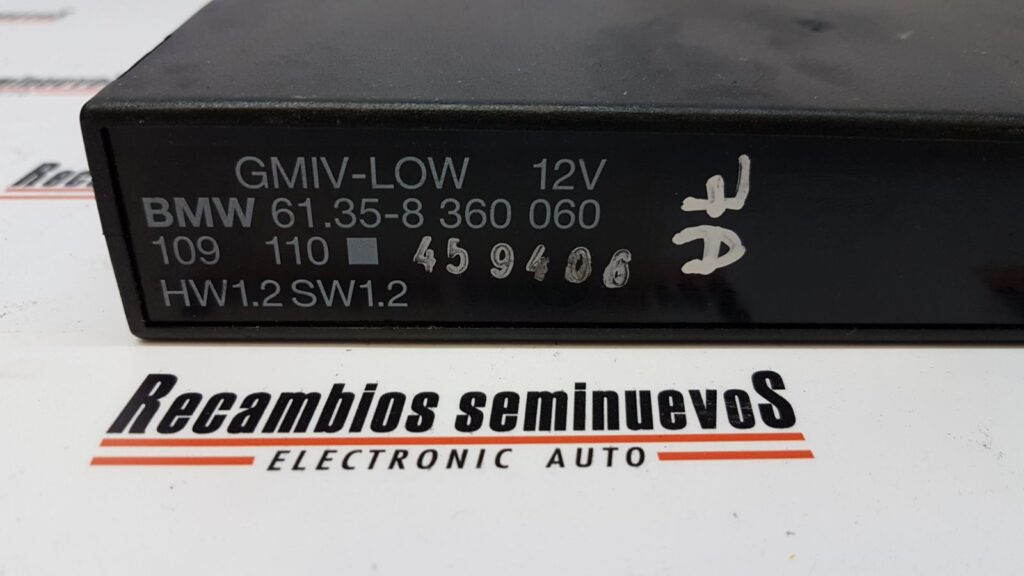 GMIV-LOW 12V
BMW 61.35-8 360 060
109 110 459406
HW1.2 SW1.2
Recambios seminuevos
ELECTRONIC AUTO
Recambios